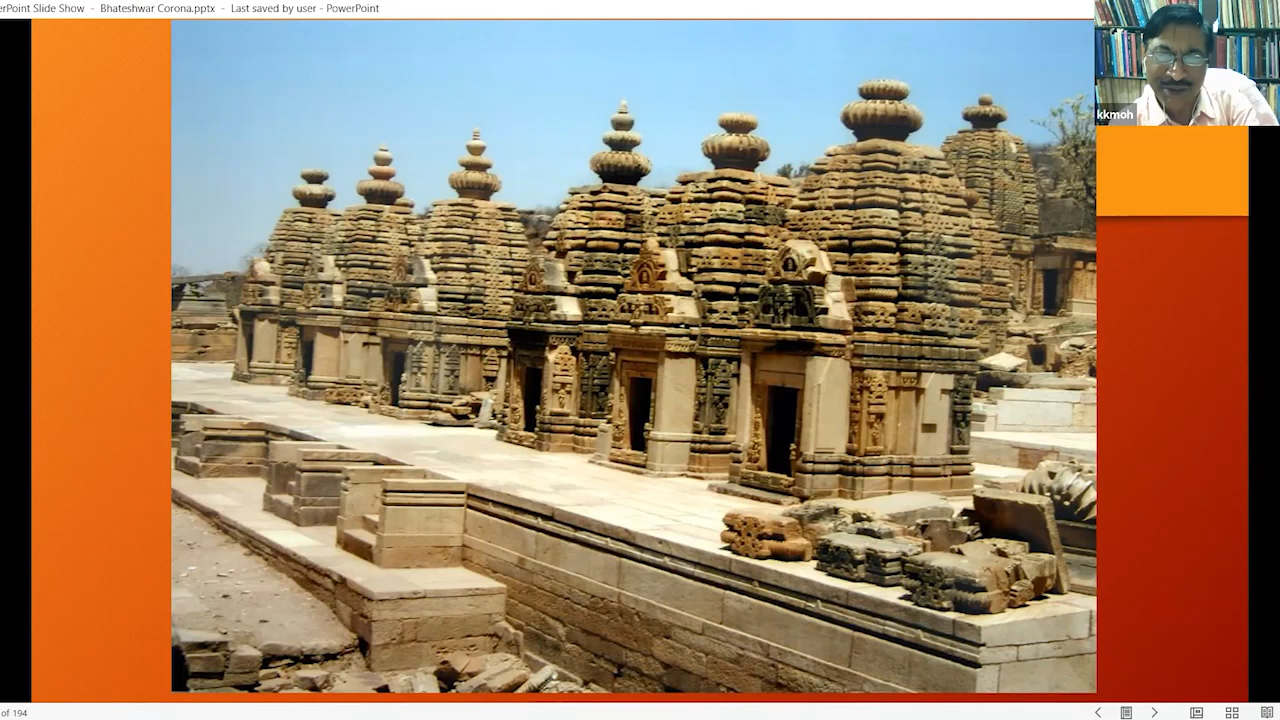 erPoint Slide Show - Bhateshwar Corona.pptx - Last saved by user - PowerPoint
kkmoh
of 194